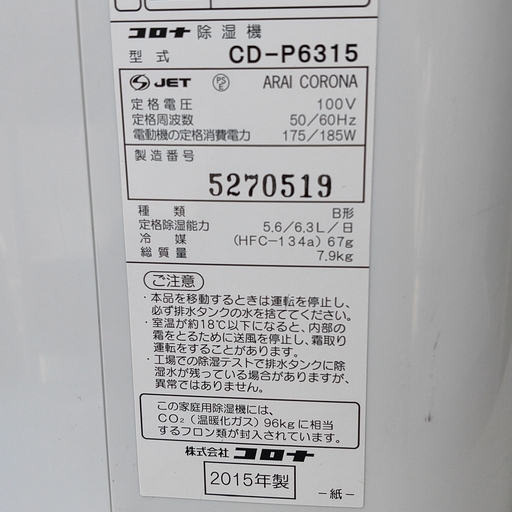 コロナ 除湿機
型式 CD-P6315
JET PS E ARAI CORONA
定格電圧 100V
定格周波数 50/60Hz
電動機の定格消費電力 175/185W
製造番号
5270519
種類 B形
定格除湿能力 5.6/6.3L/日
冷媒 (HFC-134a) 67g
総質量 7.9kg
ご注意
・本品を移動するときは運転を停止し、
必ず排水タンクの水を捨ててください。
・室温が約18℃以下になると、内部の
霜をとるために送風を停止し、霜取り
運転をすることがあります。
・工場での除湿テストで排水タンクに除
湿水が残っている場合がありますが、
異常ではありません。
この家庭用除湿機には、
CO₂（温暖化ガス）96kgに相当
するフロン類が封入されています。
株式会社 コロナ
2015年製
－紙－